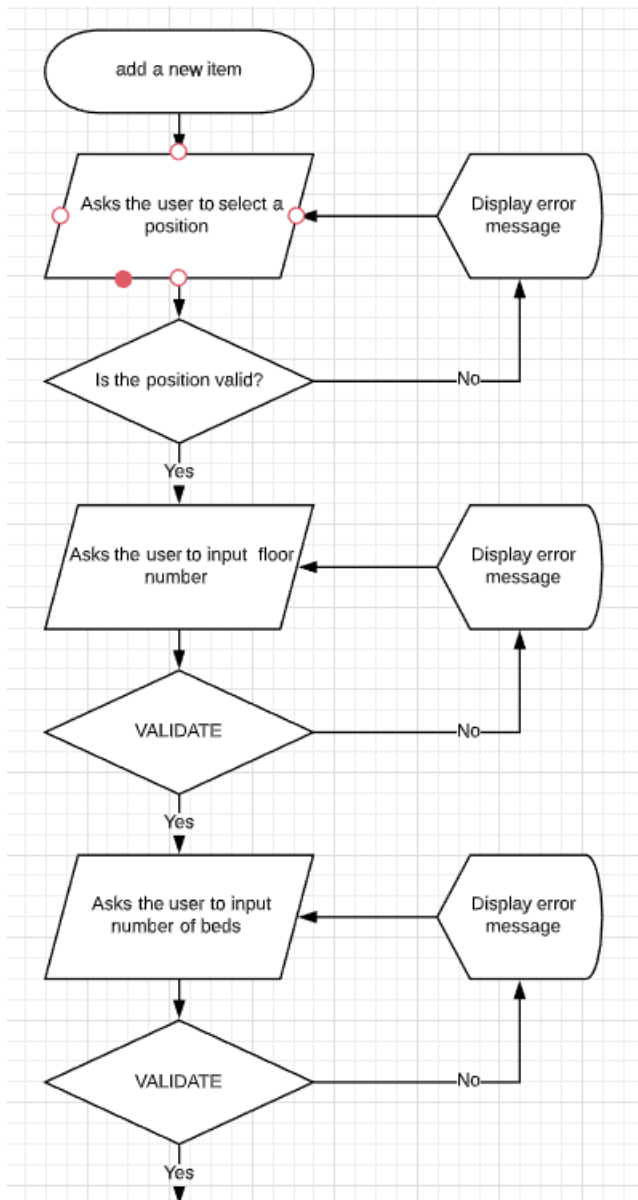 add a new item
Asks the user to select a
position
Display error
message
Is the position valid?
No
Yes
Asks the user to input floor
number
Display error
message
VALIDATE
No
Yes
Asks the user to input
number of beds
Display error
message
VALIDATE
No
Yes